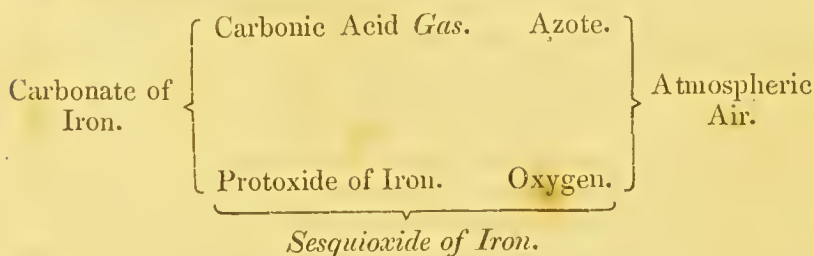 Carbonic Acid Gas. Azote.
Carbonate of Iron.
Atmospheric Air.
Protoxide of Iron. Oxygen.
Sesquioxide of Iron.